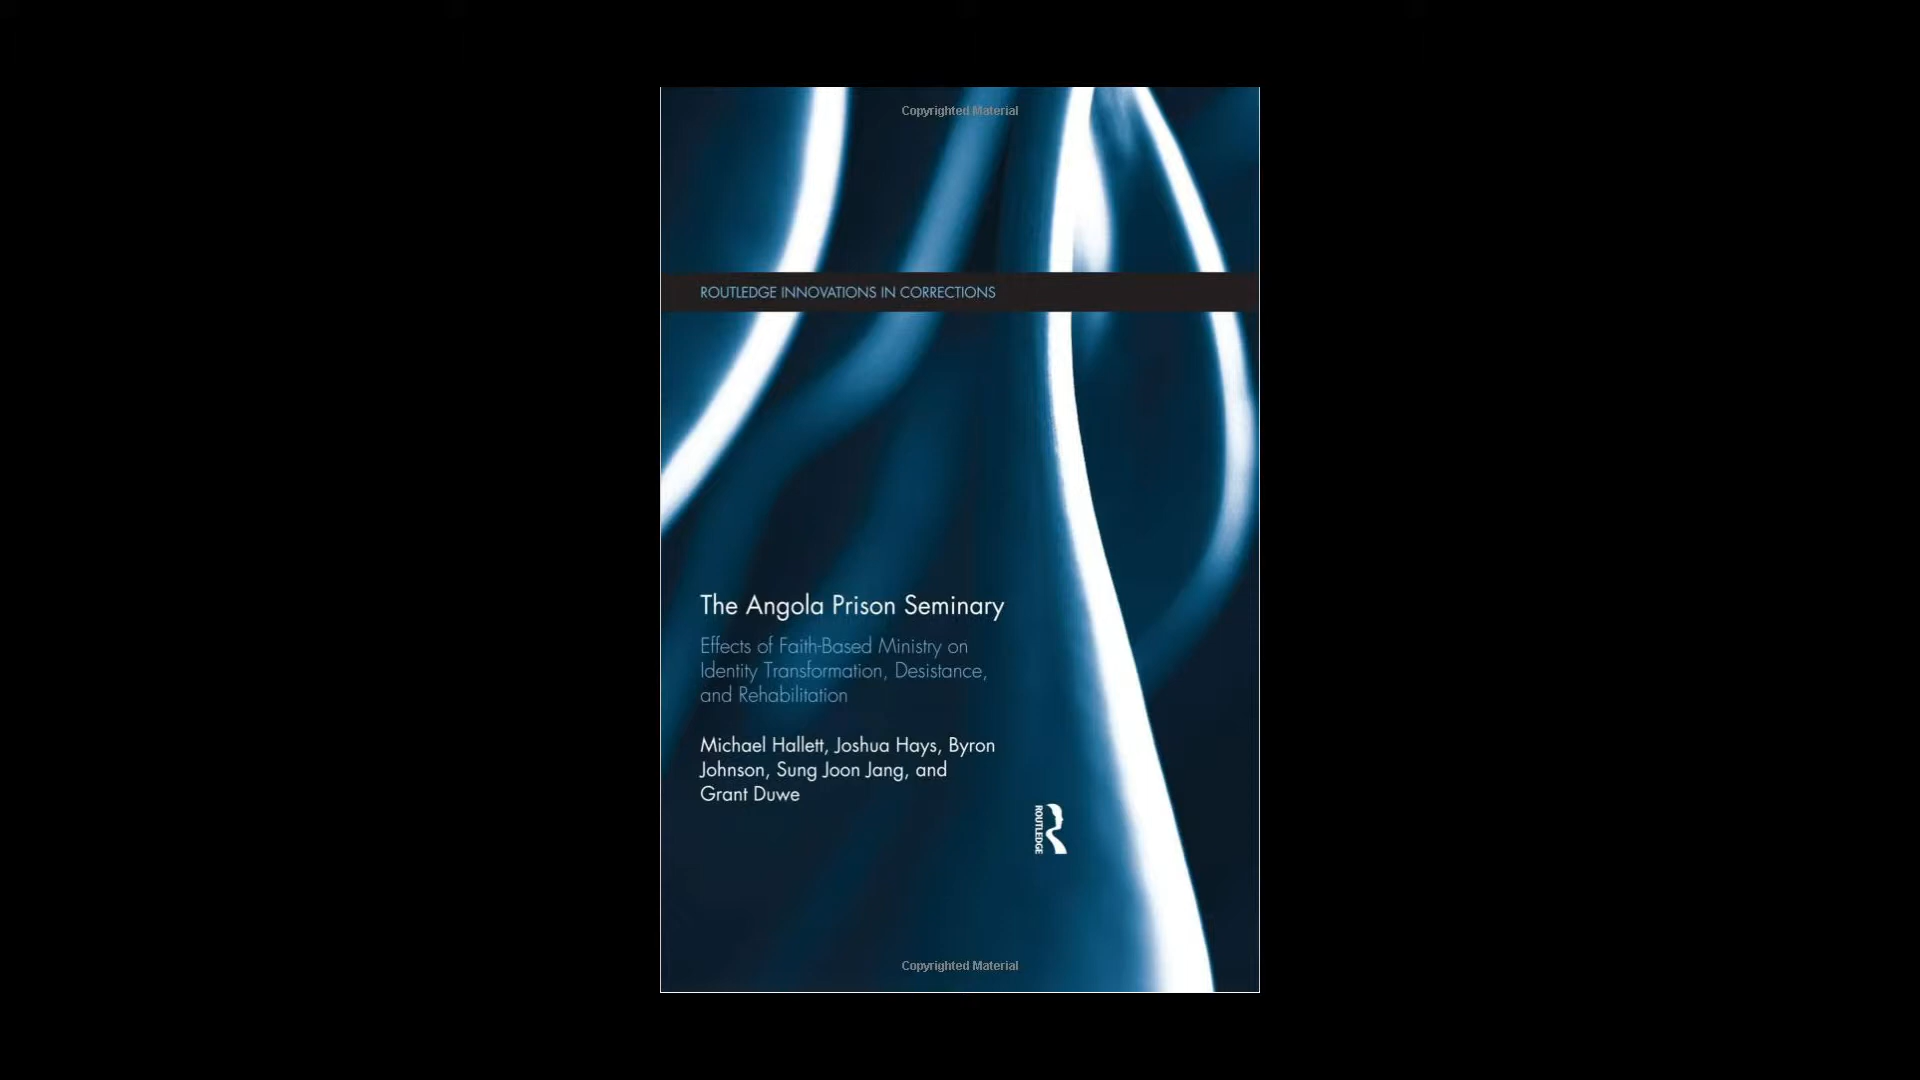 Copyrighted Material
ROUTLEDGE INNOVATIONS IN CORRECTIONS
The Angola Prison Seminary
Effects of Faith-Based Ministry on
Identity Transformation, Desistance,
and Rehabilitation
Michael Hallett, Joshua Hays, Byron
Johnson, Sung Joon Jang, and
Grant Duwe
ROUTLEDGE
Copyrighted Material